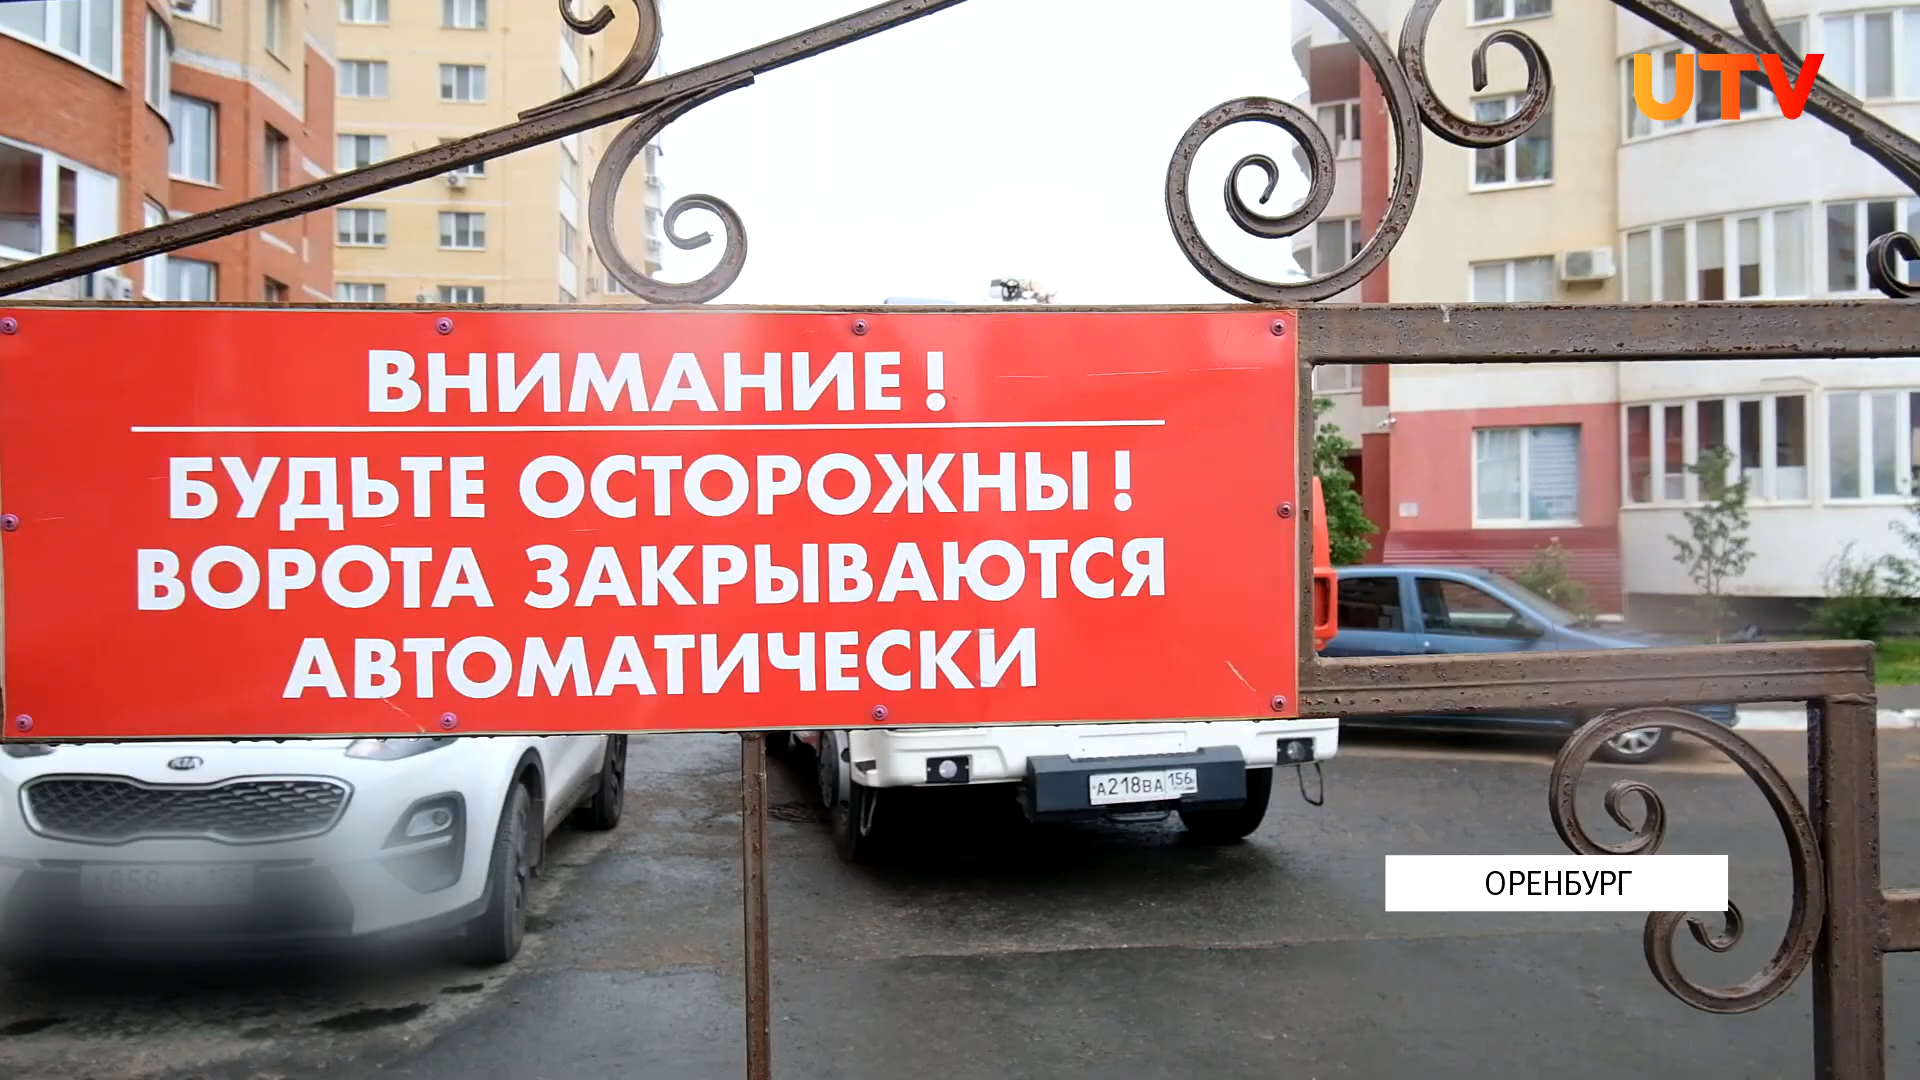 UTV
ВНИМАНИЕ!
БУДЬТЕ ОСТОРОЖНЫ!
ВОРОТА ЗАКРЫВАЮТСЯ
АВТОМАТИЧЕСКИ
KIA
А218ВА 156
ОРЕНБУРГ